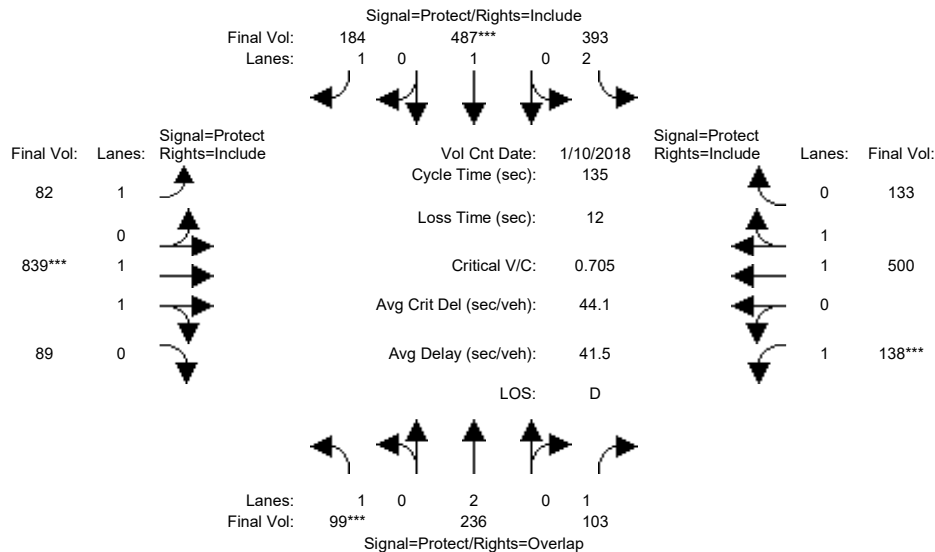 Signal=Protect/Rights=Include
Final Vol: 184 487*** 393
Lanes: 1 0 1 0 2
Signal=Protect
Final Vol: Lanes: Rights=Include
Vol Cnt Date: 1/10/2018
Signal=Protect
Rights=Include Lanes: Final Vol:
Cycle Time (sec): 135
82 1
0 133
Loss Time (sec): 12
0
1
839*** 1
Critical V/C: 0.705
1 500
1
Avg Crit Del (sec/veh): 44.1
0
89 0
Avg Delay (sec/veh): 41.5
1 138***
LOS: D
Lanes: 1 0 2 0 1
Final Vol: 99*** 236 103
Signal=Protect/Rights=Overlap